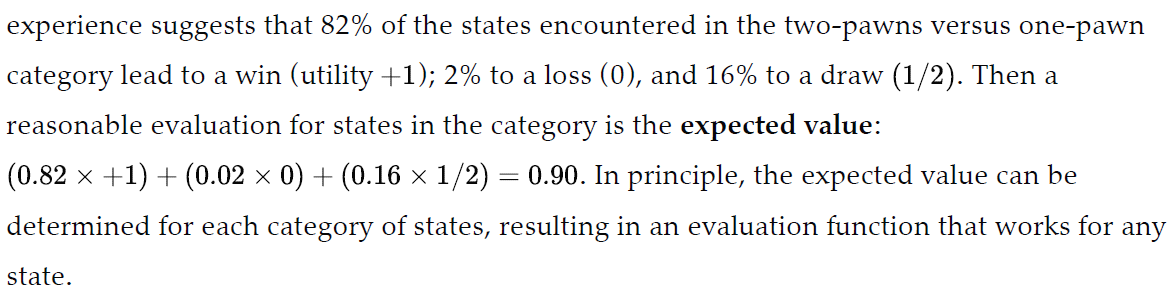 experience suggests that 82% of the states encountered in the two-pawns versus one-pawn
category lead to a win (utility +1); 2% to a loss (0), and 16% to a draw (1/2). Then a
reasonable evaluation for states in the category is the expected value:
(0.82 × +1) + (0.02 × 0) + (0.16 × 1/2) = 0.90. In principle, the expected value can be
determined for each category of states, resulting in an evaluation function that works for any
state.